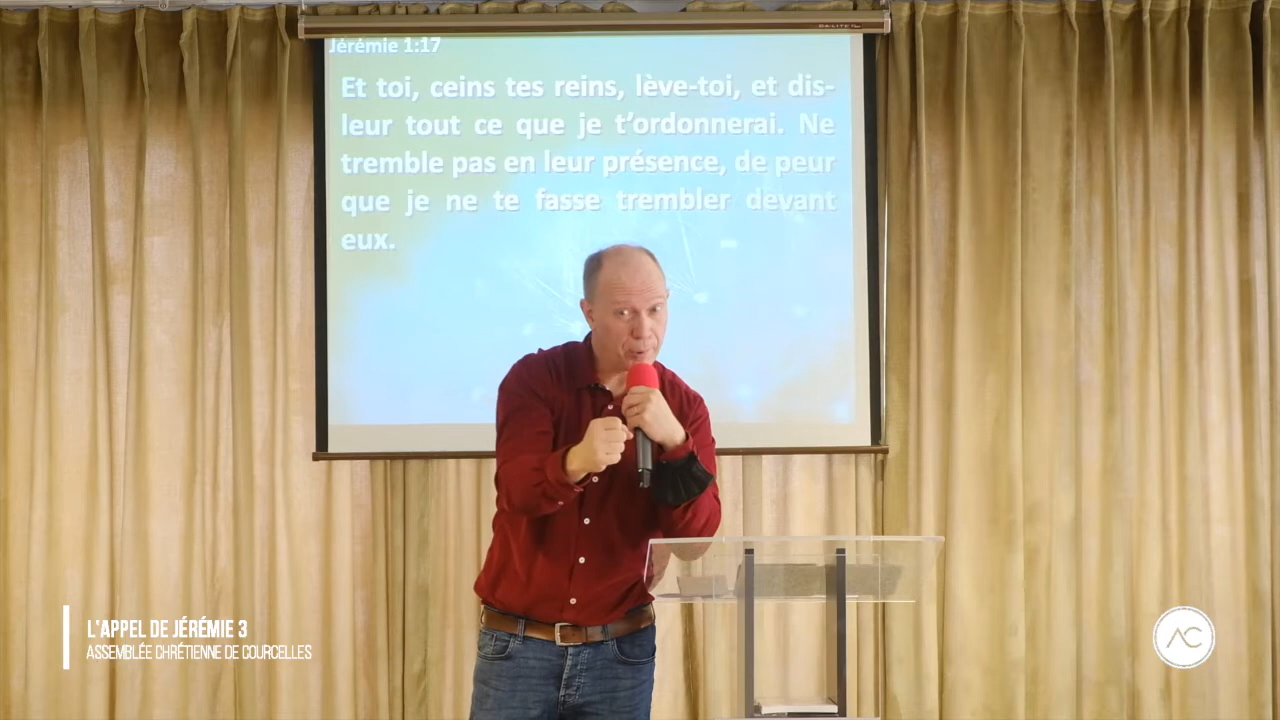 DA-LITE
Jérémie 1:17
Et toi, ceins tes reins, lève-toi, et dis-
leur tout ce que je t’ordonnerai. Ne
tremble pas en leur présence, de peur
que je ne te fasse trembler devant
eux.
L'APPEL DE JÉRÉMIE 3
ASSEMBLÉE CHRÉTIENNE DE COURCELLES
AC